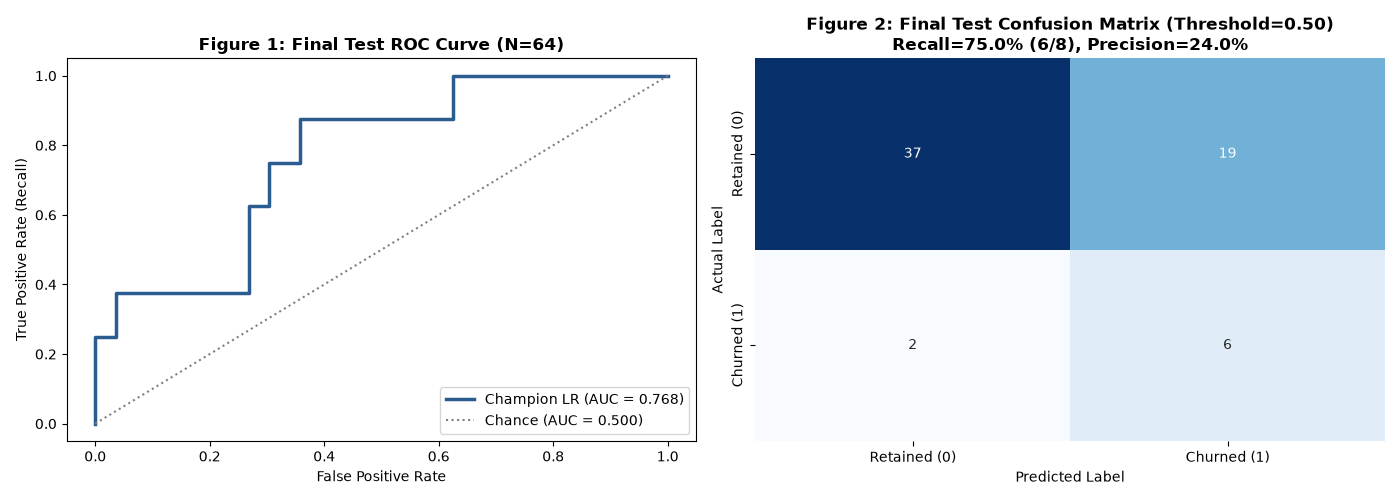 Figure 1: Final Test ROC Curve (N=64)
True Positive Rate (Recall)
1.0
0.8
0.6
0.4
0.2
0.0
0.0 0.2 0.4 0.6 0.8 1.0
False Positive Rate
Champion LR (AUC = 0.768)
Chance (AUC = 0.500)
Figure 2: Final Test Confusion Matrix (Threshold=0.50)
Recall=75.0% (6/8), Precision=24.0%
Actual Label
Retained (0)
37 19
Churned (1)
2 6
Retained (0) Churned (1)
Predicted Label